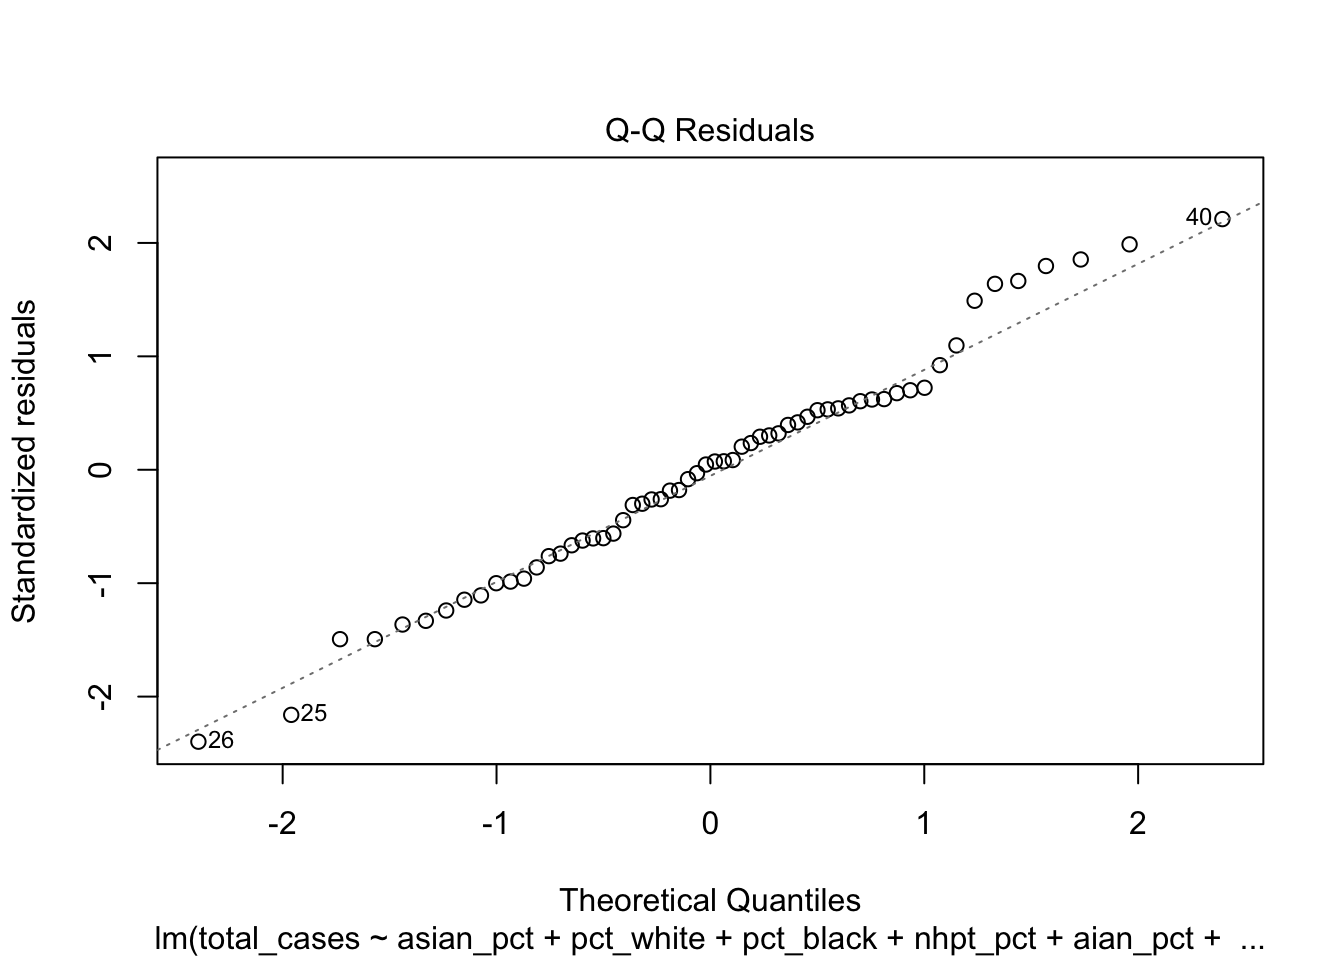 Q-Q Residuals
Standardized residuals
2
1
0
-1
-2
40
25
26
-2 -1 0 1 2
Theoretical Quantiles
lm(total_cases ~ asian_pct + pct_white + pct_black + nhpt_pct + aian_pct + ...